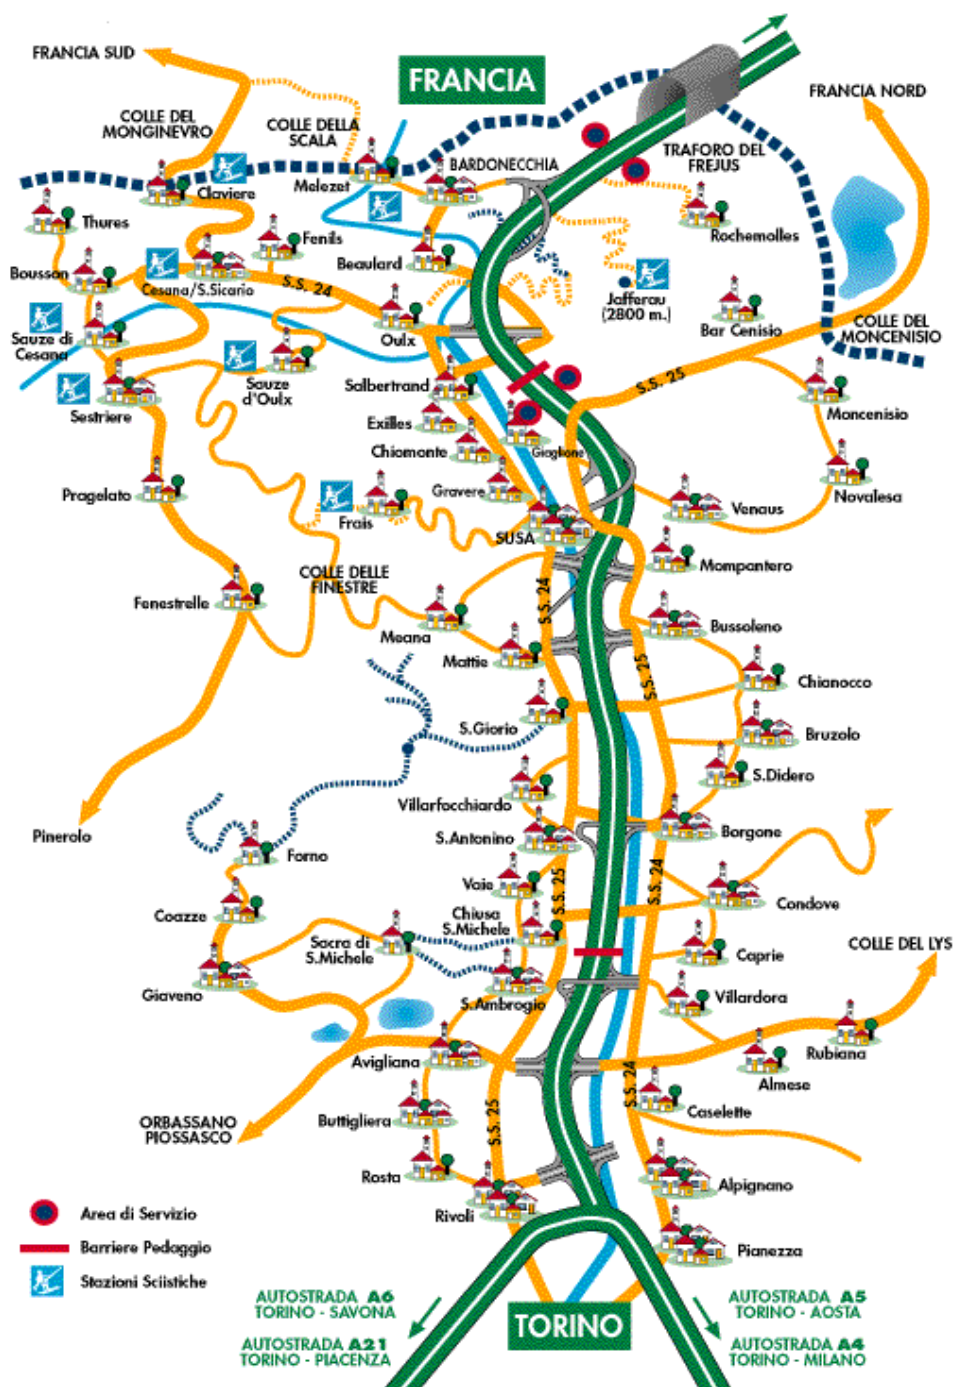 FRANCIA SUD
FRANCIA
FRANCIA NORD
COLLE DEL
MONGINEVRO
COLLE DELLA
SCALA
TRAFORO DEL
FREJUS
BARDONECCHIA
Claviere
Melezet
Thures
Fenils
Rochemolles
Beaulard
Bousson
Cesana/S.Sicario
S.S. 24
Jafferau
(2800 m.)
Bar Cenisio
COLLE DEL
MONCENISIO
Sauze di
Cesana
Oulx
Sauze
d'Oulx
Salbertrand
S.S. 25
Moncenisio
Sestriere
Exilles
Chiomonte
Giaglione
Pragelato
Gravere
Novalesa
Venaus
Frais
SUSA
Mompantero
COLLE DELLE
FINESTRE
Fenestrelle
S.S. 24
Meana
Bussoleno
Mattie
S.S. 25
Chianocco
S.Giorio
Bruzolo
S.Didero
Villarfocchiardo
Pinerolo
S.Antonino
Borgone
Forno
Vaie
S.S. 25
S.S. 24
Condove
Coazze
Chiusa
S.Michele
Sacra di
S.Michele
Caprie
COLLE DEL LYS
Giaveno
S.Ambrogio
Villardora
Avigliana
Rubiana
Almese
S.S. 24
Caselette
Buttigliera
S.S. 25
ORBASSANO
PIOSSASCO
Rosta
Alpignano
Rivoli
Pianezza
Area di Servizio
Barriere Pedaggio
Stazioni Sciistiche
AUTOSTRADA A6
TORINO - SAVONA
AUTOSTRADA A21
TORINO - PIACENZA
TORINO
AUTOSTRADA A5
TORINO - AOSTA
AUTOSTRADA A4
TORINO - MILANO